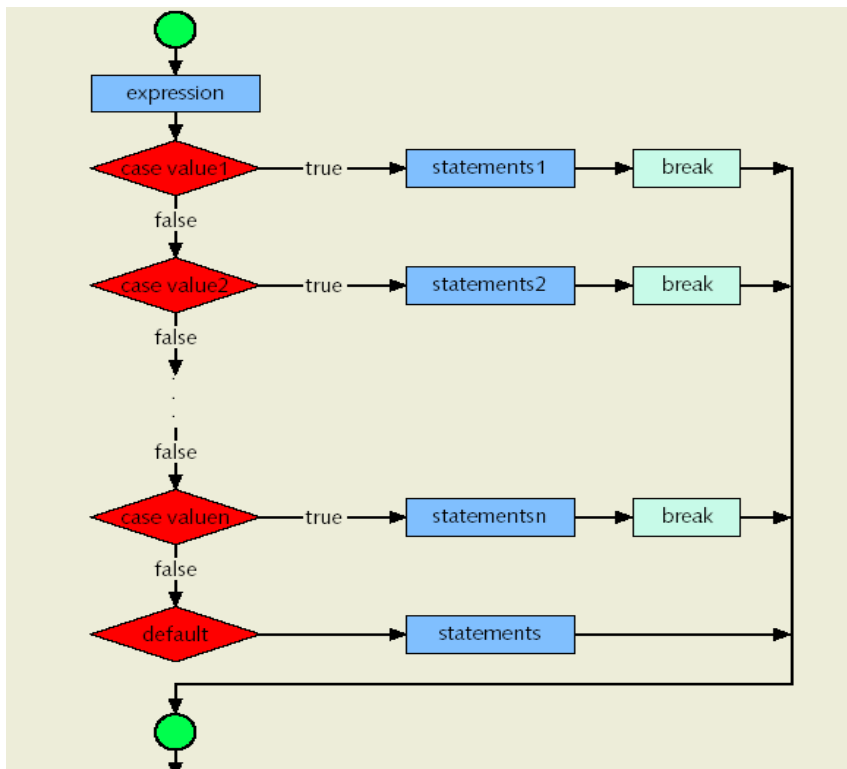 expression
case value1
true
statements1
break
false
case value2
true
statements2
break
false
.
.
.
false
case valuen
true
statementsn
break
false
default
statements